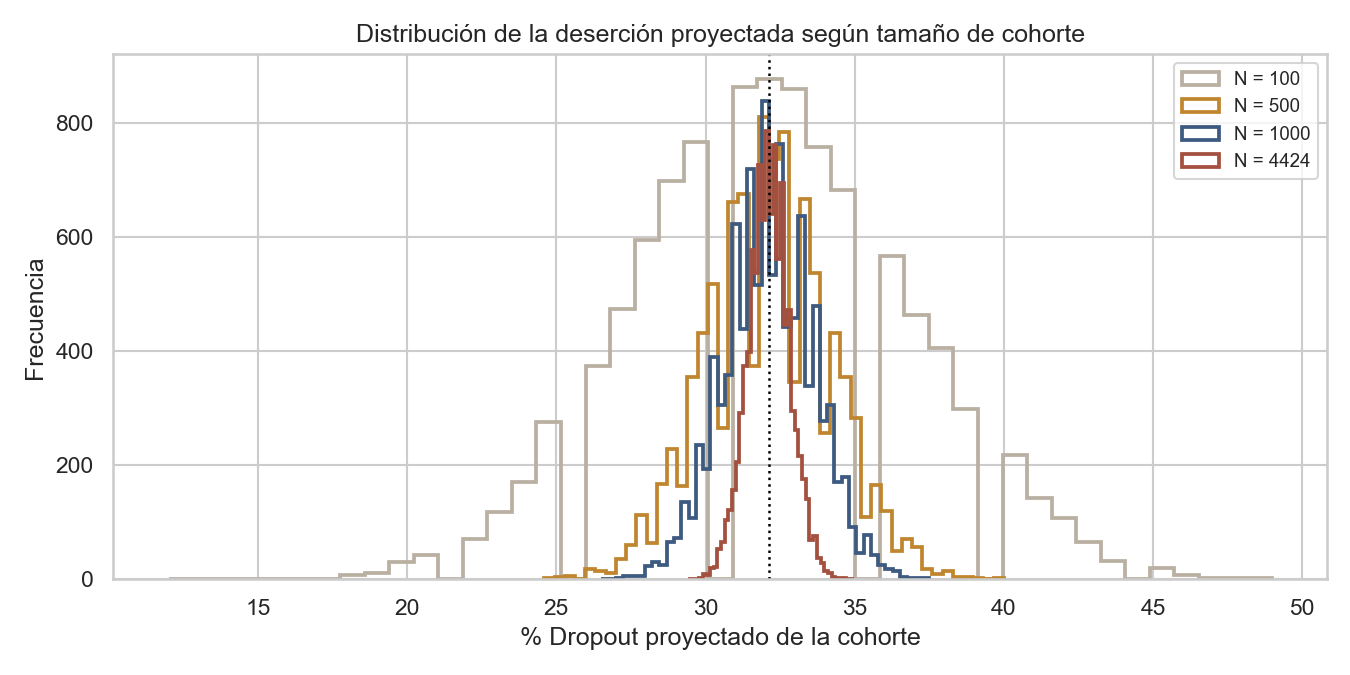 Distribución de la deserción proyectada según tamaño de cohorte
N = 100
N = 500
N = 1000
N = 4424
Frecuencia
800
600
400
200
0
15 20 25 30 35 40 45 50
% Dropout proyectado de la cohorte